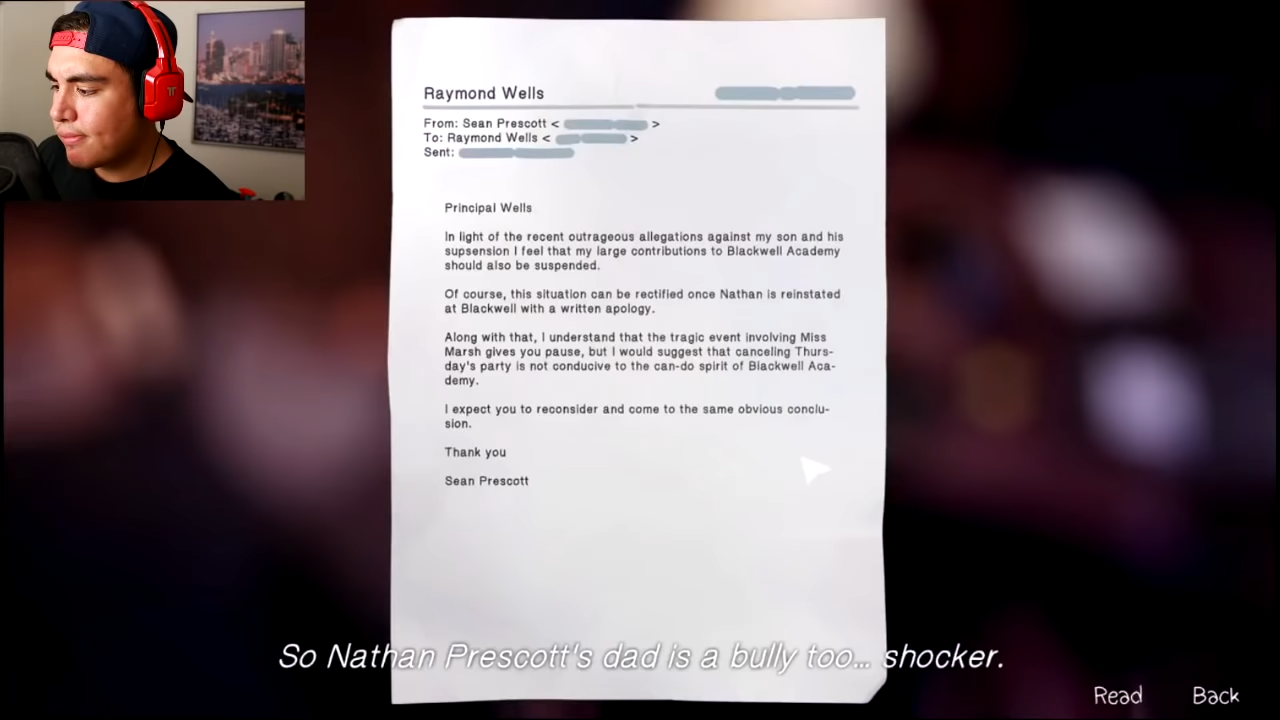 Raymond Wells
From: Sean Prescott < >
To: Raymond Wells < >
Sent:
Principal Wells
In light of the recent outrageous allegations against my son and his
supsension I feel that my large contributions to Blackwell Academy
should also be suspended.
Of course, this situation can be rectified once Nathan is reinstated
at Blackwell with a written apology.
Along with that, I understand that the tragic event involving Miss
Marsh gives you pause, but I would suggest that canceling Thurs-
day's party is not conducive to the can-do spirit of Blackwell Aca-
demy.
I expect you to reconsider and come to the same obvious conclu-
sion.
Thank you
Sean Prescott
So Nathan Prescott's dad is a bully too... shocker.
Read Back